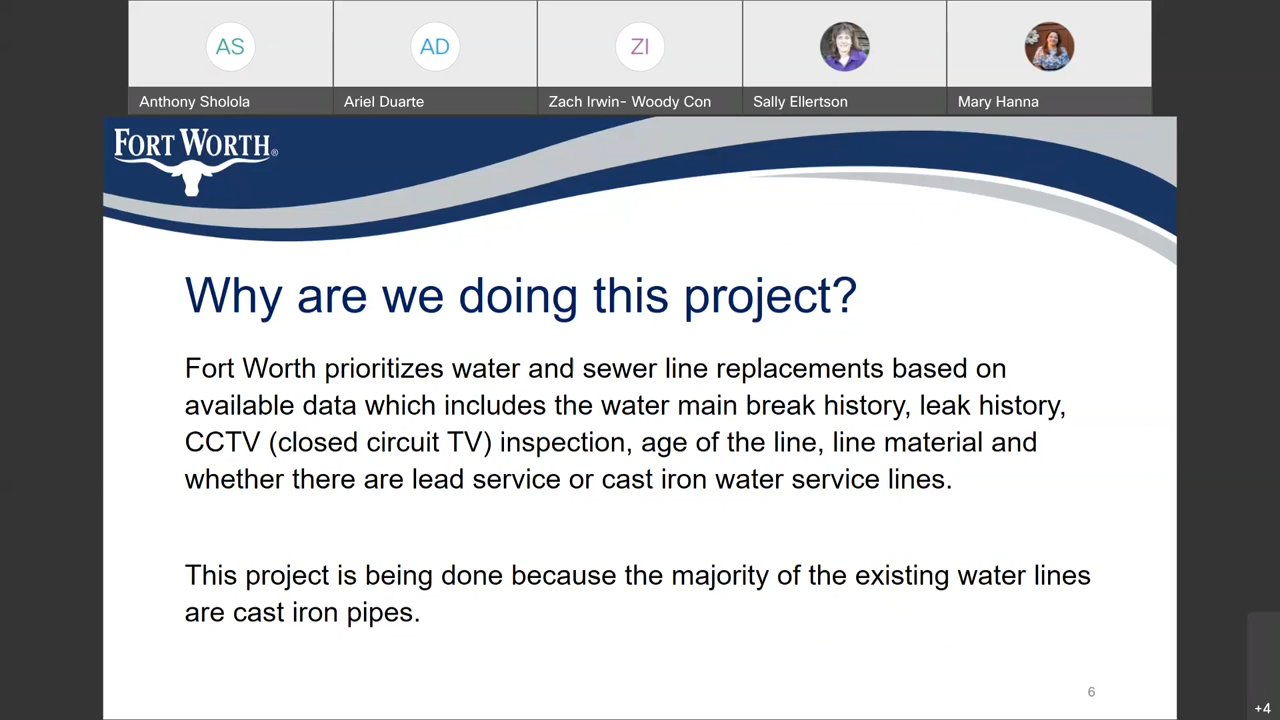 AS
AD
ZI
Anthony Sholola
Ariel Duarte
Zach Irwin- Woody Con
Sally Ellertson
Mary Hanna
FORT WORTH®
Why are we doing this project?
Fort Worth prioritizes water and sewer line replacements based on
available data which includes the water main break history, leak history,
CCTV (closed circuit TV) inspection, age of the line, line material and
whether there are lead service or cast iron water service lines.
This project is being done because the majority of the existing water lines
are cast iron pipes.
6
+4